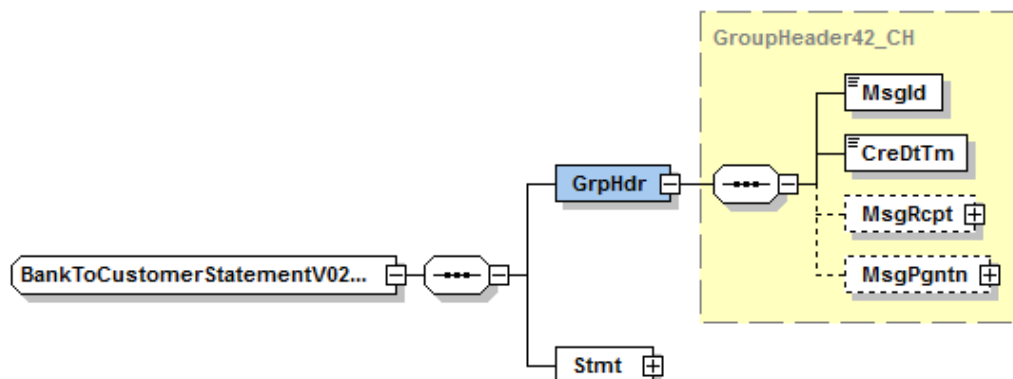 GroupHeader42_CH
MsgId
CreDtTm
GrpHdr
MsgRcpt
BankToCustomerStatementV02...
MsgPgntn
Stmt